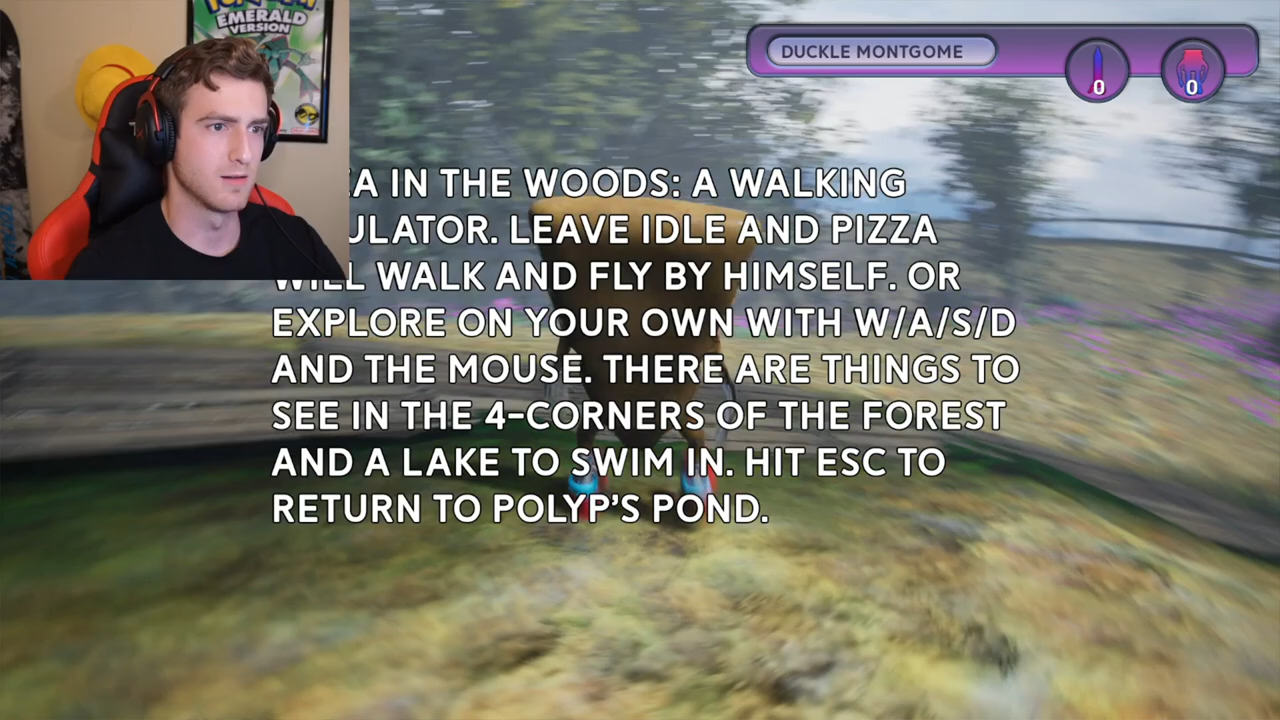 EMERALD
VERSION
DUCKLE MONTGOME
0
0
A IN THE WOODS: A WALKING
ULATOR. LEAVE IDLE AND PIZZA
WILL WALK AND FLY BY HIMSELF. OR
EXPLORE ON YOUR OWN WITH W/A/S/D
AND THE MOUSE. THERE ARE THINGS TO
SEE IN THE 4-CORNERS OF THE FOREST
AND A LAKE TO SWIM IN. HIT ESC TO
RETURN TO POLYP'S POND.